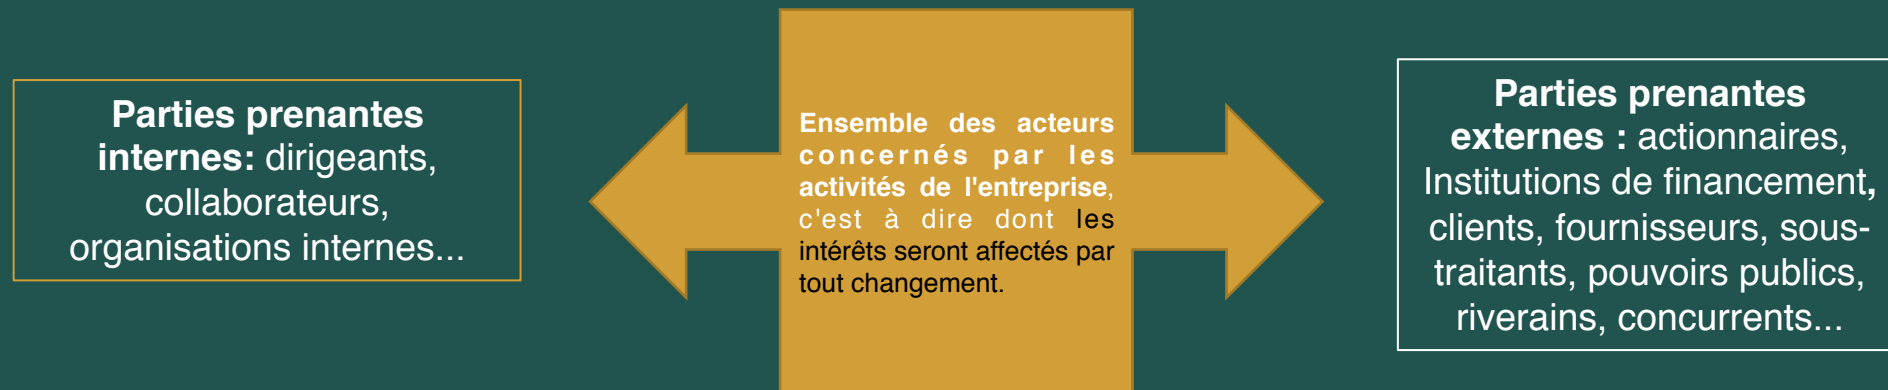 Parties prenantes
internes: dirigeants,
collaborateurs,
organisations internes...
Ensemble des acteurs
concernés par les
activités de l'entreprise,
c'est à dire dont les
intérêts seront affectés par
tout changement.
Parties prenantes
externes : actionnaires,
Institutions de financement,
clients, fournisseurs, sous-
traitants, pouvoirs publics,
riverains, concurrents...